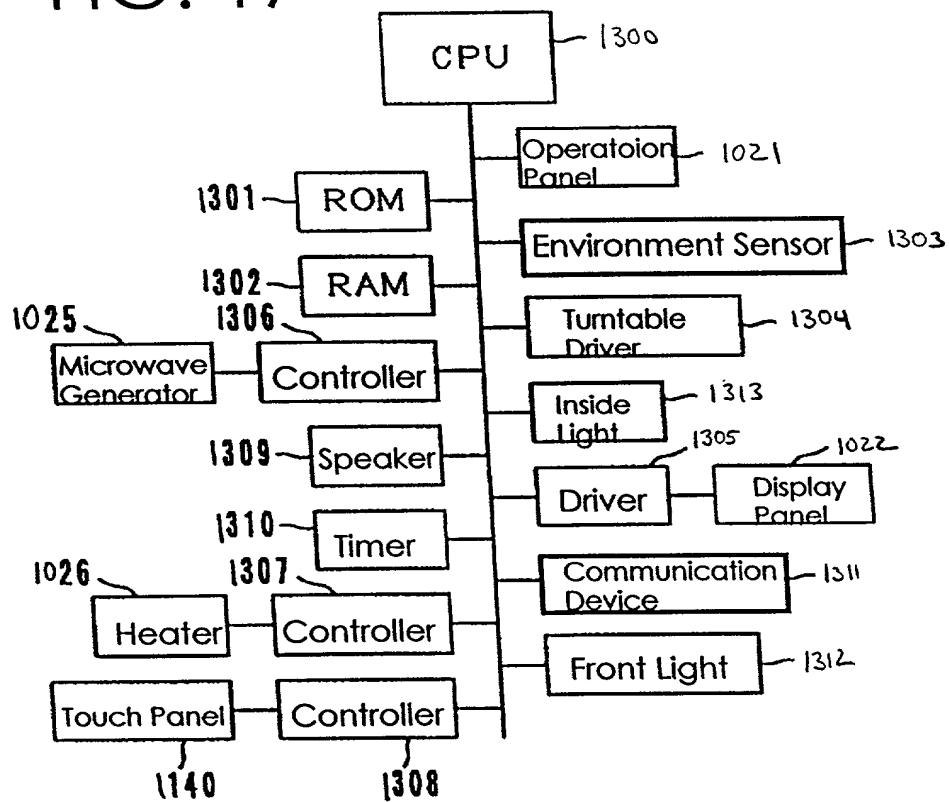 CPU
1300
Operatoion
Panel
1021
1301
ROM
Environment Sensor
1303
1302
RAM
1025
1306
Turntable
Driver
1304
Microwave
Generator
Controller
Inside
Light
1313
1309
Speaker
1305
1022
Driver
Display
Panel
1310
Timer
1026
1307
Communication
Device
1311
Heater
Controller
Front Light
1312
Touch Panel
Controller
1140
1308